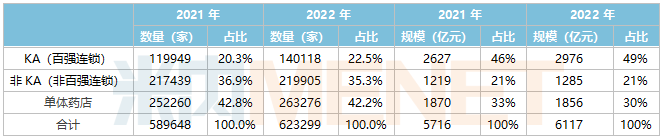 2021 年 2022 年 2021 年 2022 年
数量（家） 占比 数量（家） 占比 规模（亿元） 占比 规模（亿元） 占比
KA（百强连锁） 119949 20.3% 140118 22.5% 2627 46% 2976 49%
非 KA（非百强连锁） 217439 36.9% 219905 35.3% 1219 21% 1285 21%
单体药店 252260 42.8% 263276 42.2% 1870 33% 1856 30%
合计 589648 100.0% 623299 100.0% 5716 100% 6117 100%